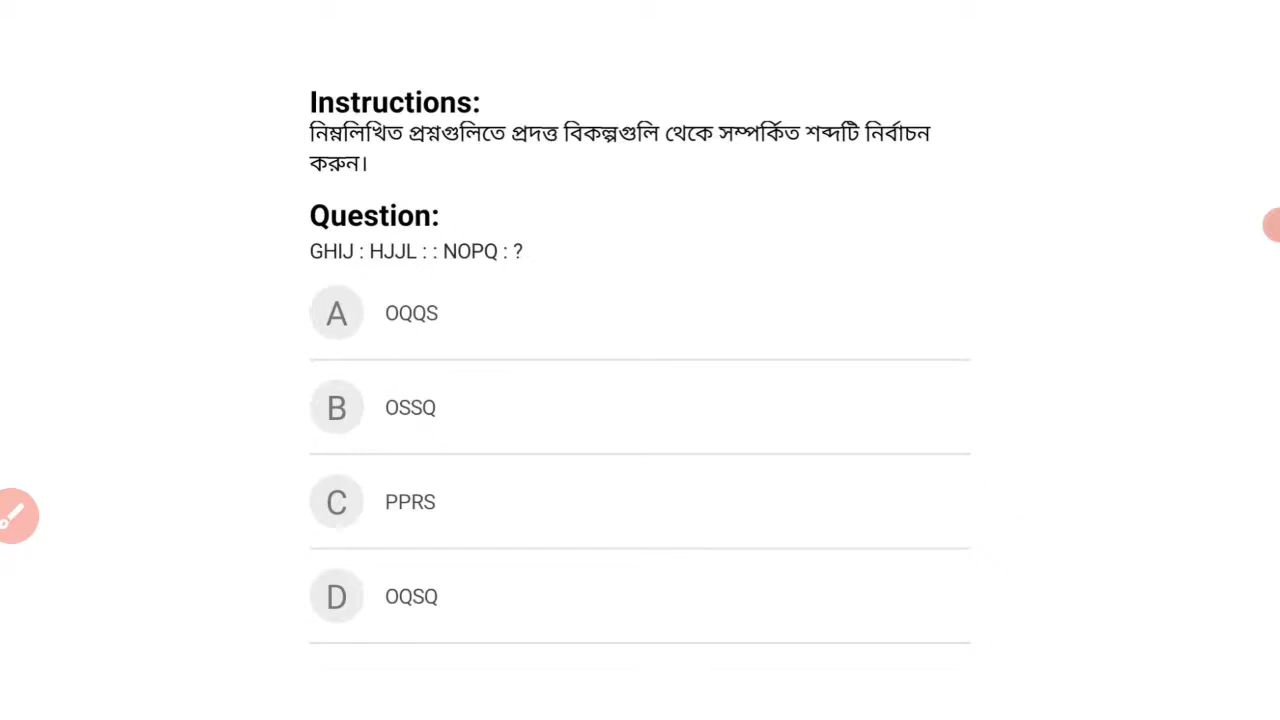 Instructions:
নিম্নলিখিত প্রশ্নগুলিতে প্রদত্ত বিকল্পগুলি থেকে সম্পর্কিত শব্দটি নির্বাচন
করুন।
Question:
GHIJ : HJJL : : NOPQ : ?
A OQQS
B OSSQ
C PPRS
D OQSQ